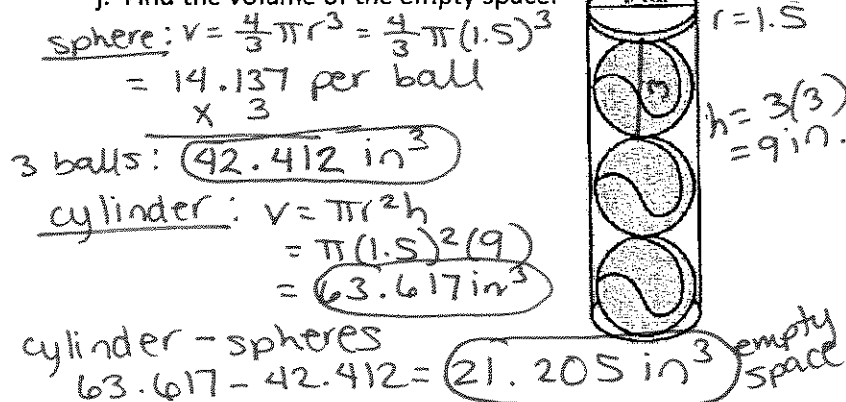 j. Find the volume of the empty space.
sphere: v = 4/3 πr³ = 4/3 π(1.5)³
= 14.137 per ball
x 3
3 balls: 42.412 in³
cylinder: v = πr²h
= π(1.5)²(9)
= 63.617 in³
cylinder - spheres
63.617 - 42.412 = 21.205 in³ empty space
r = 1.5
3
h = 3(3)
= 9 in.